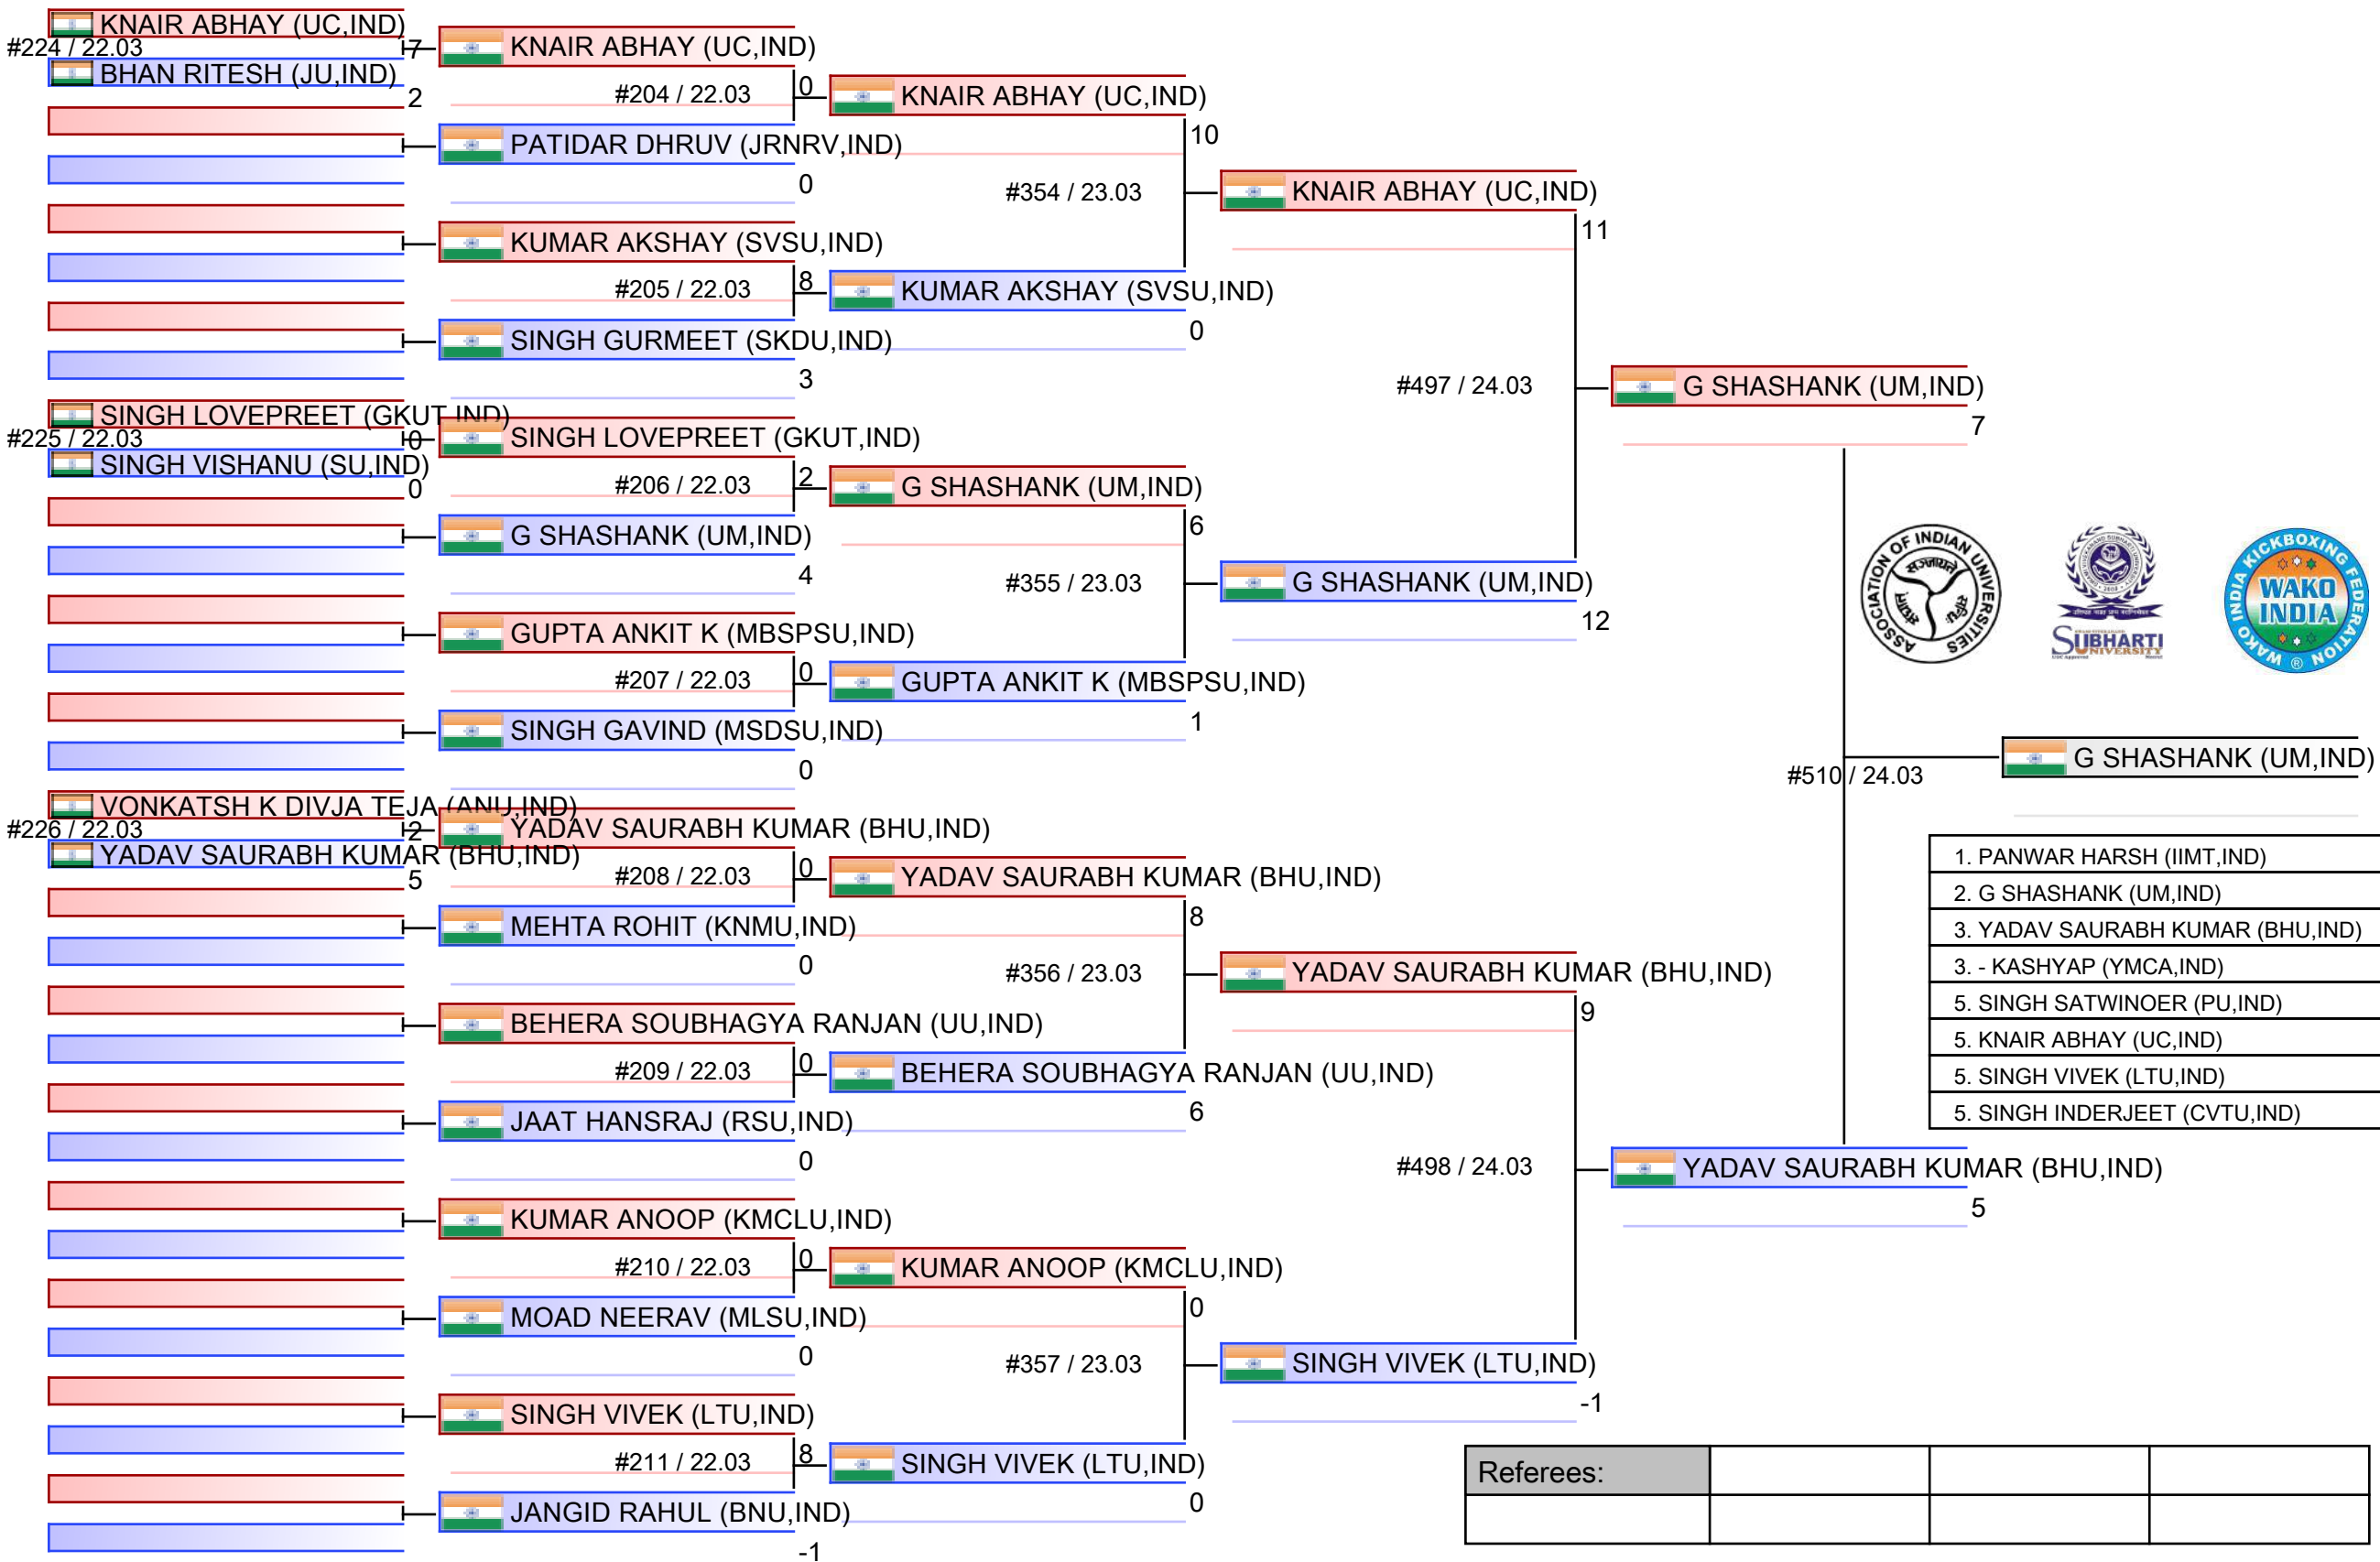 KNAIR ABHAY (UC,IND)
#224 / 22.03
7
BHAN RITESH (JU,IND)
2
SINGH LOVEPREET (GKUT,IND)
#225 / 22.03
0
SINGH VISHANU (SU,IND)
0
VONKATSH K DIVJA TEJA (ANU,IND)
#226 / 22.03
2
YADAV SAURABH KUMAR (BHU,IND)
5
KNAIR ABHAY (UC,IND)
#204 / 22.03
0
PATIDAR DHRUV (JRNRV,IND)
0
KUMAR AKSHAY (SVSU,IND)
#205 / 22.03
8
SINGH GURMEET (SKDU,IND)
3
SINGH LOVEPREET (GKUT,IND)
#206 / 22.03
2
G SHASHANK (UM,IND)
4
GUPTA ANKIT K (MBSPSU,IND)
#207 / 22.03
0
SINGH GAVIND (MSDSU,IND)
0
YADAV SAURABH KUMAR (BHU,IND)
#208 / 22.03
0
MEHTA ROHIT (KNMU,IND)
0
BEHERA SOUBHAGYA RANJAN (UU,IND)
#209 / 22.03
0
JAAT HANSRAJ (RSU,IND)
0
KUMAR ANOOP (KMCLU,IND)
#210 / 22.03
0
MOAD NEERAV (MLSU,IND)
0
SINGH VIVEK (LTU,IND)
#211 / 22.03
8
JANGID RAHUL (BNU,IND)
-1
KNAIR ABHAY (UC,IND)
10
#354 / 23.03
KUMAR AKSHAY (SVSU,IND)
0
G SHASHANK (UM,IND)
6
#355 / 23.03
GUPTA ANKIT K (MBSPSU,IND)
1
YADAV SAURABH KUMAR (BHU,IND)
8
#356 / 23.03
BEHERA SOUBHAGYA RANJAN (UU,IND)
6
KUMAR ANOOP (KMCLU,IND)
0
#357 / 23.03
SINGH VIVEK (LTU,IND)
0
KNAIR ABHAY (UC,IND)
11
#497 / 24.03
G SHASHANK (UM,IND)
12
YADAV SAURABH KUMAR (BHU,IND)
9
#498 / 24.03
SINGH VIVEK (LTU,IND)
-1
G SHASHANK (UM,IND)
7
#510 / 24.03
YADAV SAURABH KUMAR (BHU,IND)
5
ASSOCIATION OF INDIAN UNIVERSITIES
SUBHARTI
UNIVERSITY
WAKO INDIA KICKBOXING FEDERATION
WAKO
INDIA
®
G SHASHANK (UM,IND)
1. PANWAR HARSH (IIMT,IND)
2. G SHASHANK (UM,IND)
3. YADAV SAURABH KUMAR (BHU,IND)
3. - KASHYAP (YMCA,IND)
5. SINGH SATWINOER (PU,IND)
5. KNAIR ABHAY (UC,IND)
5. SINGH VIVEK (LTU,IND)
5. SINGH INDERJEET (CVTU,IND)
Referees: